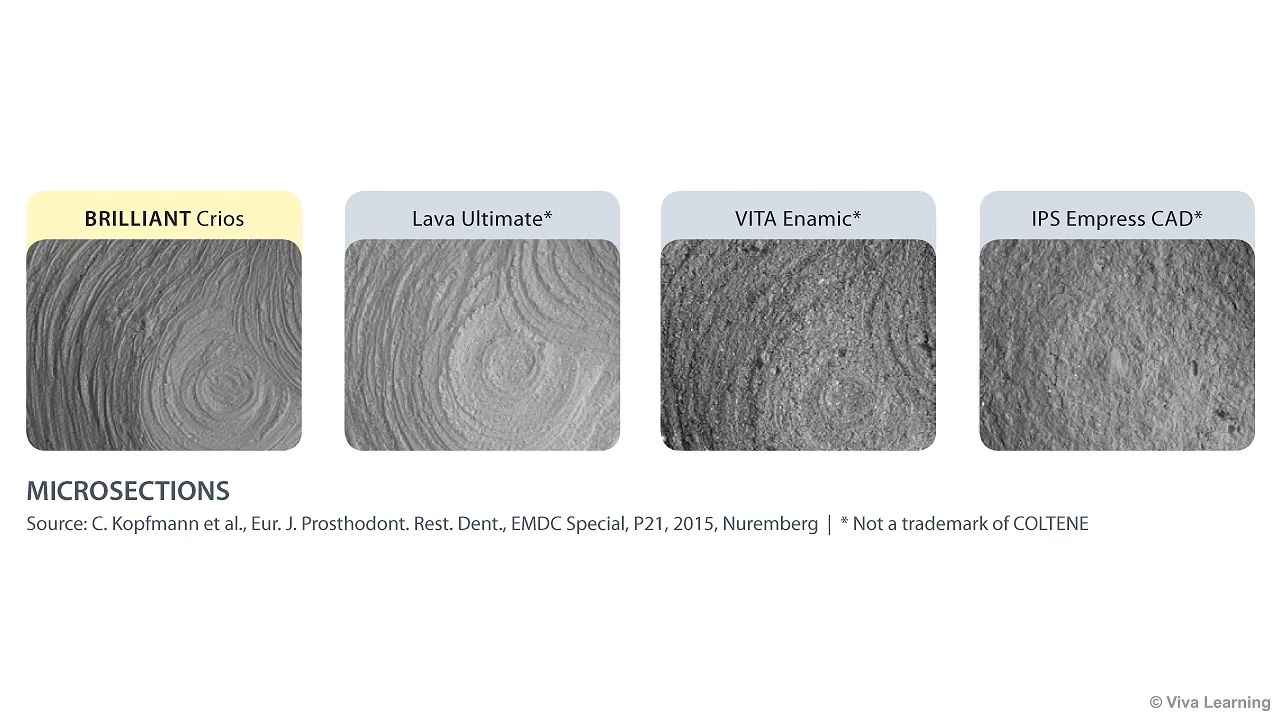 BRILLIANT Crios
Lava Ultimate*
VITA Enamic*
IPS Empress CAD*
MICROSECTIONS
Source: C. Kopfmann et al., Eur. J. Prosthodont. Rest. Dent., EMDC Special, P21, 2015, Nuremberg | * Not a trademark of COLTENE
© Viva Learning